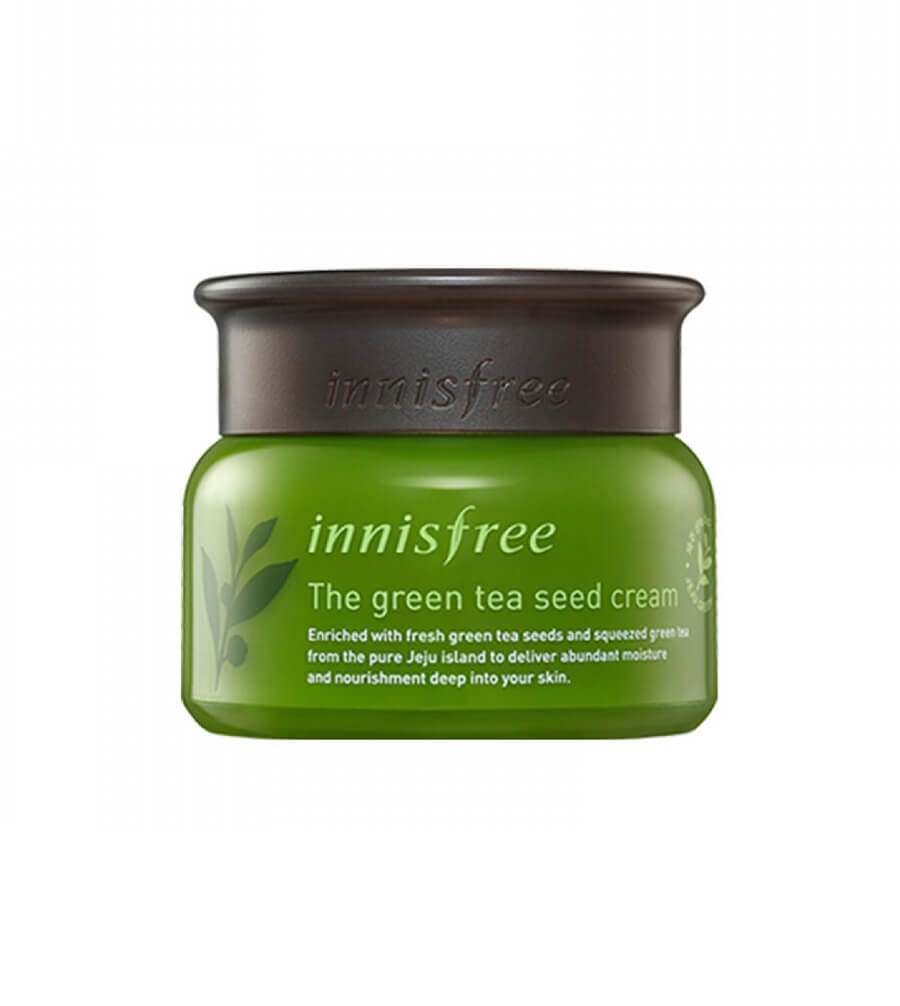 innisfree
innisfree
The green tea seed cream
Enriched with fresh green tea seeds and squeezed green tea
from the pure Jeju island to deliver abundant moisture
and nourishment deep into your skin.